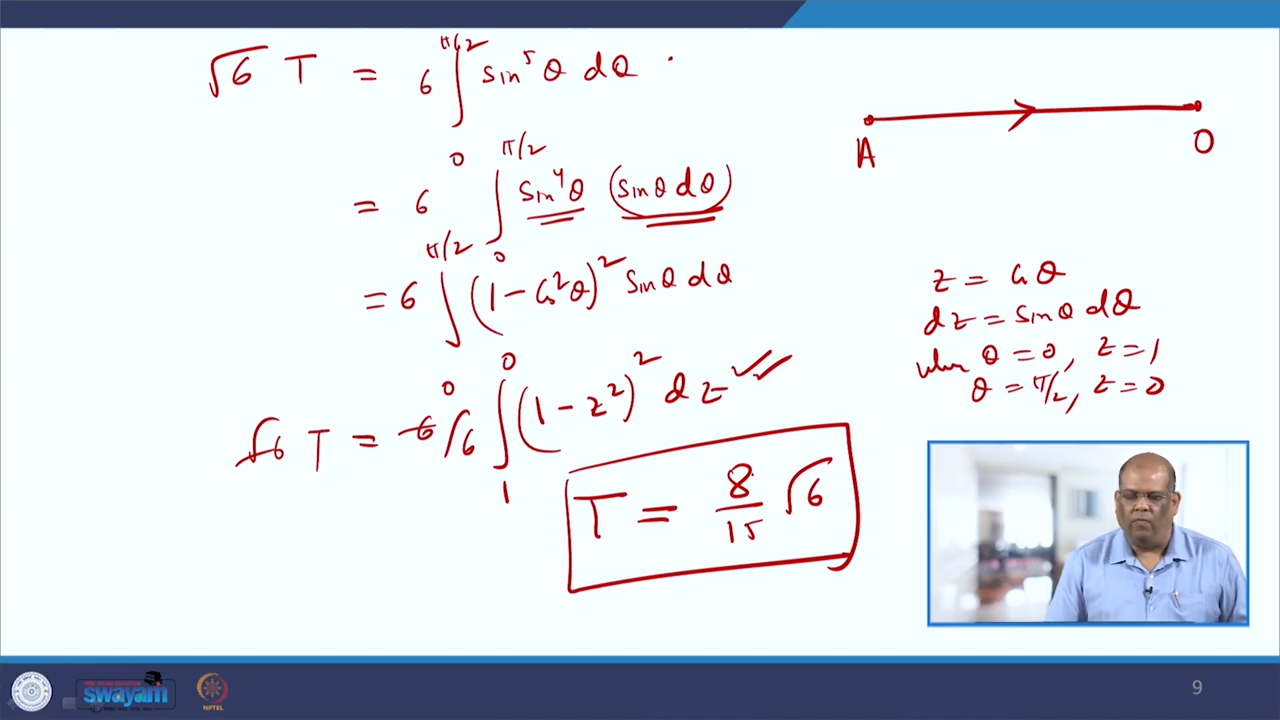 √6 T = 6 ∫₀^{π/2} sin⁵θ dθ .
= 6 ∫₀^{π/2} sin⁴θ (sinθ dθ)
= 6 ∫₀^{π/2} (1 - cos²θ)² sinθ dθ
√6 T = -6/6 ∫₁⁰ (1 - z²)² dz
T = 8/15 √6
A
O
z = cosθ
dz = sinθ dθ
when θ = 0, z = 1
θ = π/2, z = 0
swayam
NPTEL
9